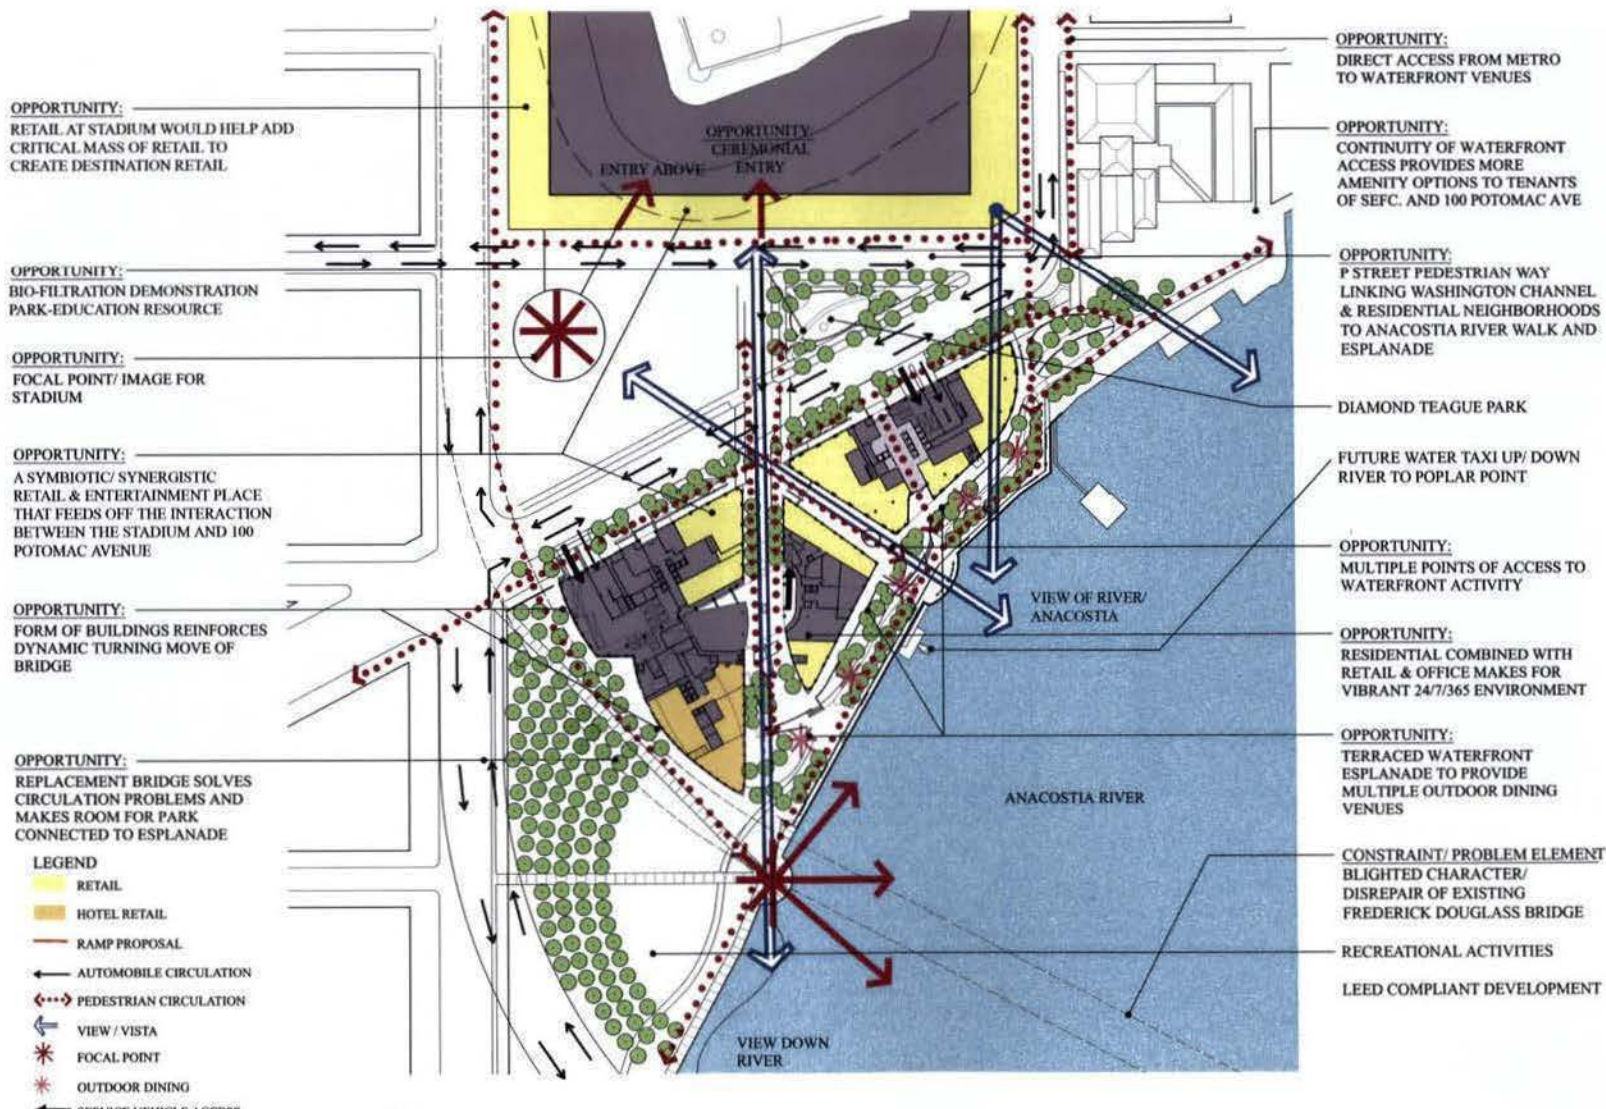 OPPORTUNITY:
RETAIL AT STADIUM WOULD HELP ADD
CRITICAL MASS OF RETAIL TO
CREATE DESTINATION RETAIL
OPPORTUNITY:
BIO-FILTRATION DEMONSTRATION
PARK-EDUCATION RESOURCE
OPPORTUNITY:
FOCAL POINT/ IMAGE FOR
STADIUM
OPPORTUNITY:
A SYMBIOTIC/ SYNERGISTIC
RETAIL & ENTERTAINMENT PLACE
THAT FEEDS OFF THE INTERACTION
BETWEEN THE STADIUM AND 100
POTOMAC AVENUE
OPPORTUNITY:
FORM OF BUILDINGS REINFORCES
DYNAMIC TURNING MOVE OF
BRIDGE
OPPORTUNITY:
REPLACEMENT BRIDGE SOLVES
CIRCULATION PROBLEMS AND
MAKES ROOM FOR PARK
CONNECTED TO ESPLANADE
LEGEND
RETAIL
HOTEL RETAIL
RAMP PROPOSAL
AUTOMOBILE CIRCULATION
PEDESTRIAN CIRCULATION
VIEW / VISTA
FOCAL POINT
OUTDOOR DINING
SERVICE VEHICLE ACCESS
OPPORTUNITY:
CEREMONIAL
ENTRY
ENTRY ABOVE
VIEW OF RIVER/
ANACOSTIA
ANACOSTIA RIVER
VIEW DOWN
RIVER
OPPORTUNITY:
DIRECT ACCESS FROM METRO
TO WATERFRONT VENUES
OPPORTUNITY:
CONTINUITY OF WATERFRONT
ACCESS PROVIDES MORE
AMENITY OPTIONS TO TENANTS
OF SEFC. AND 100 POTOMAC AVE
OPPORTUNITY:
P STREET PEDESTRIAN WAY
LINKING WASHINGTON CHANNEL
& RESIDENTIAL NEIGHBORHOODS
TO ANACOSTIA RIVER WALK AND
ESPLANADE
DIAMOND TEAGUE PARK
FUTURE WATER TAXI UP/ DOWN
RIVER TO POPLAR POINT
OPPORTUNITY:
MULTIPLE POINTS OF ACCESS TO
WATERFRONT ACTIVITY
OPPORTUNITY:
RESIDENTIAL COMBINED WITH
RETAIL & OFFICE MAKES FOR
VIBRANT 24/7/365 ENVIRONMENT
OPPORTUNITY:
TERRACED WATERFRONT
ESPLANADE TO PROVIDE
MULTIPLE OUTDOOR DINING
VENUES
CONSTRAINT/ PROBLEM ELEMENT
BLIGHTED CHARACTER/
DISREPAIR OF EXISTING
FREDERICK DOUGLASS BRIDGE
RECREATIONAL ACTIVITIES
LEED COMPLIANT DEVELOPMENT